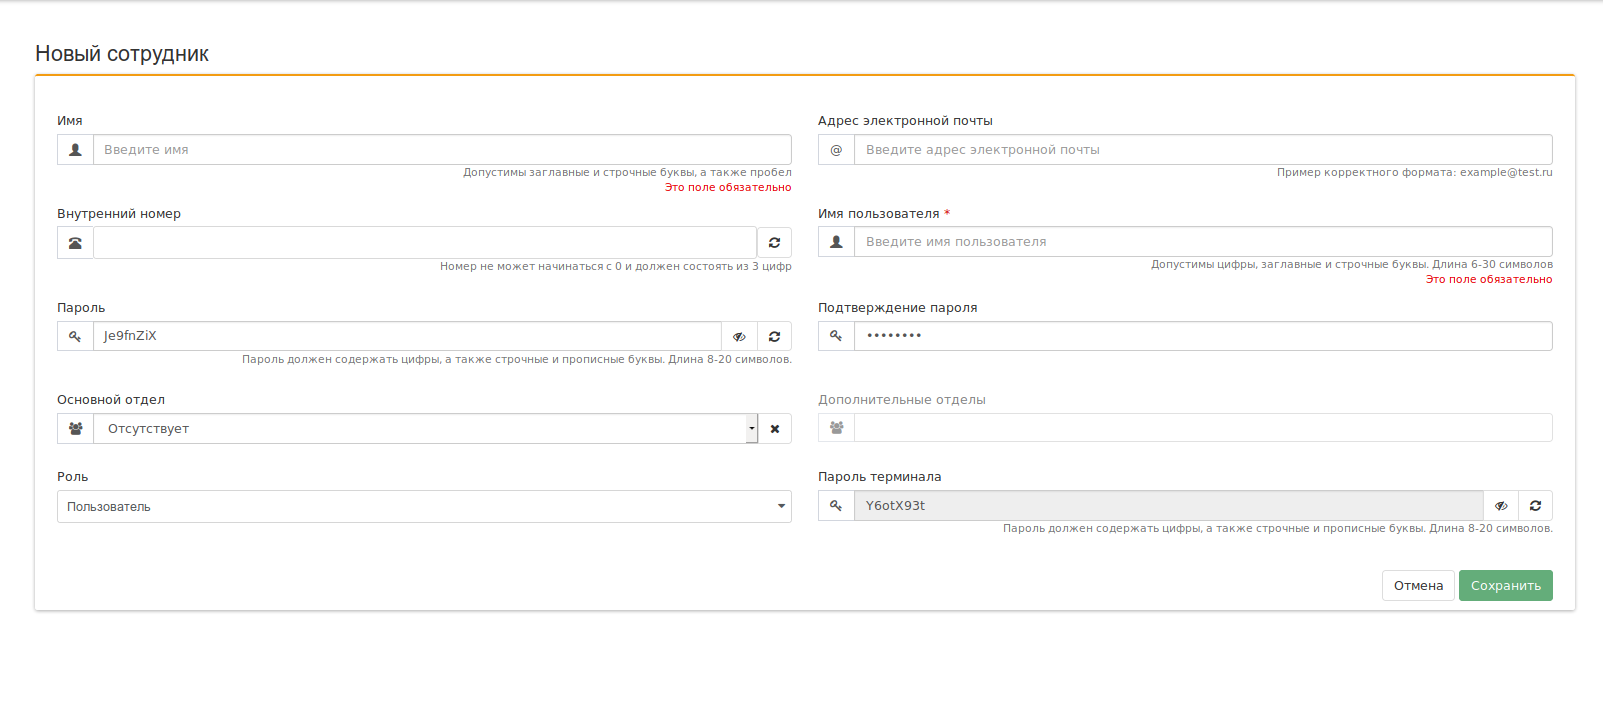 Новый сотрудник
Имя
Введите имя
Допустимы заглавные и строчные буквы, а также пробел
Это поле обязательно
Адрес электронной почты
@ Введите адрес электронной почты
Пример корректного формата: example@test.ru
Внутренний номер
Номер не может начинаться с 0 и должен состоять из 3 цифр
Имя пользователя *
Введите имя пользователя
Допустимы цифры, заглавные и строчные буквы. Длина 6-30 символов
Это поле обязательно
Пароль
Je9fnZiX
Пароль должен содержать цифры, а также строчные и прописные буквы. Длина 8-20 символов.
Подтверждение пароля
••••••••
Основной отдел
Отсутствует
Дополнительные отделы
Роль
Пользователь
Пароль терминала
Y6otX93t
Пароль должен содержать цифры, а также строчные и прописные буквы. Длина 8-20 символов.
Отмена Сохранить